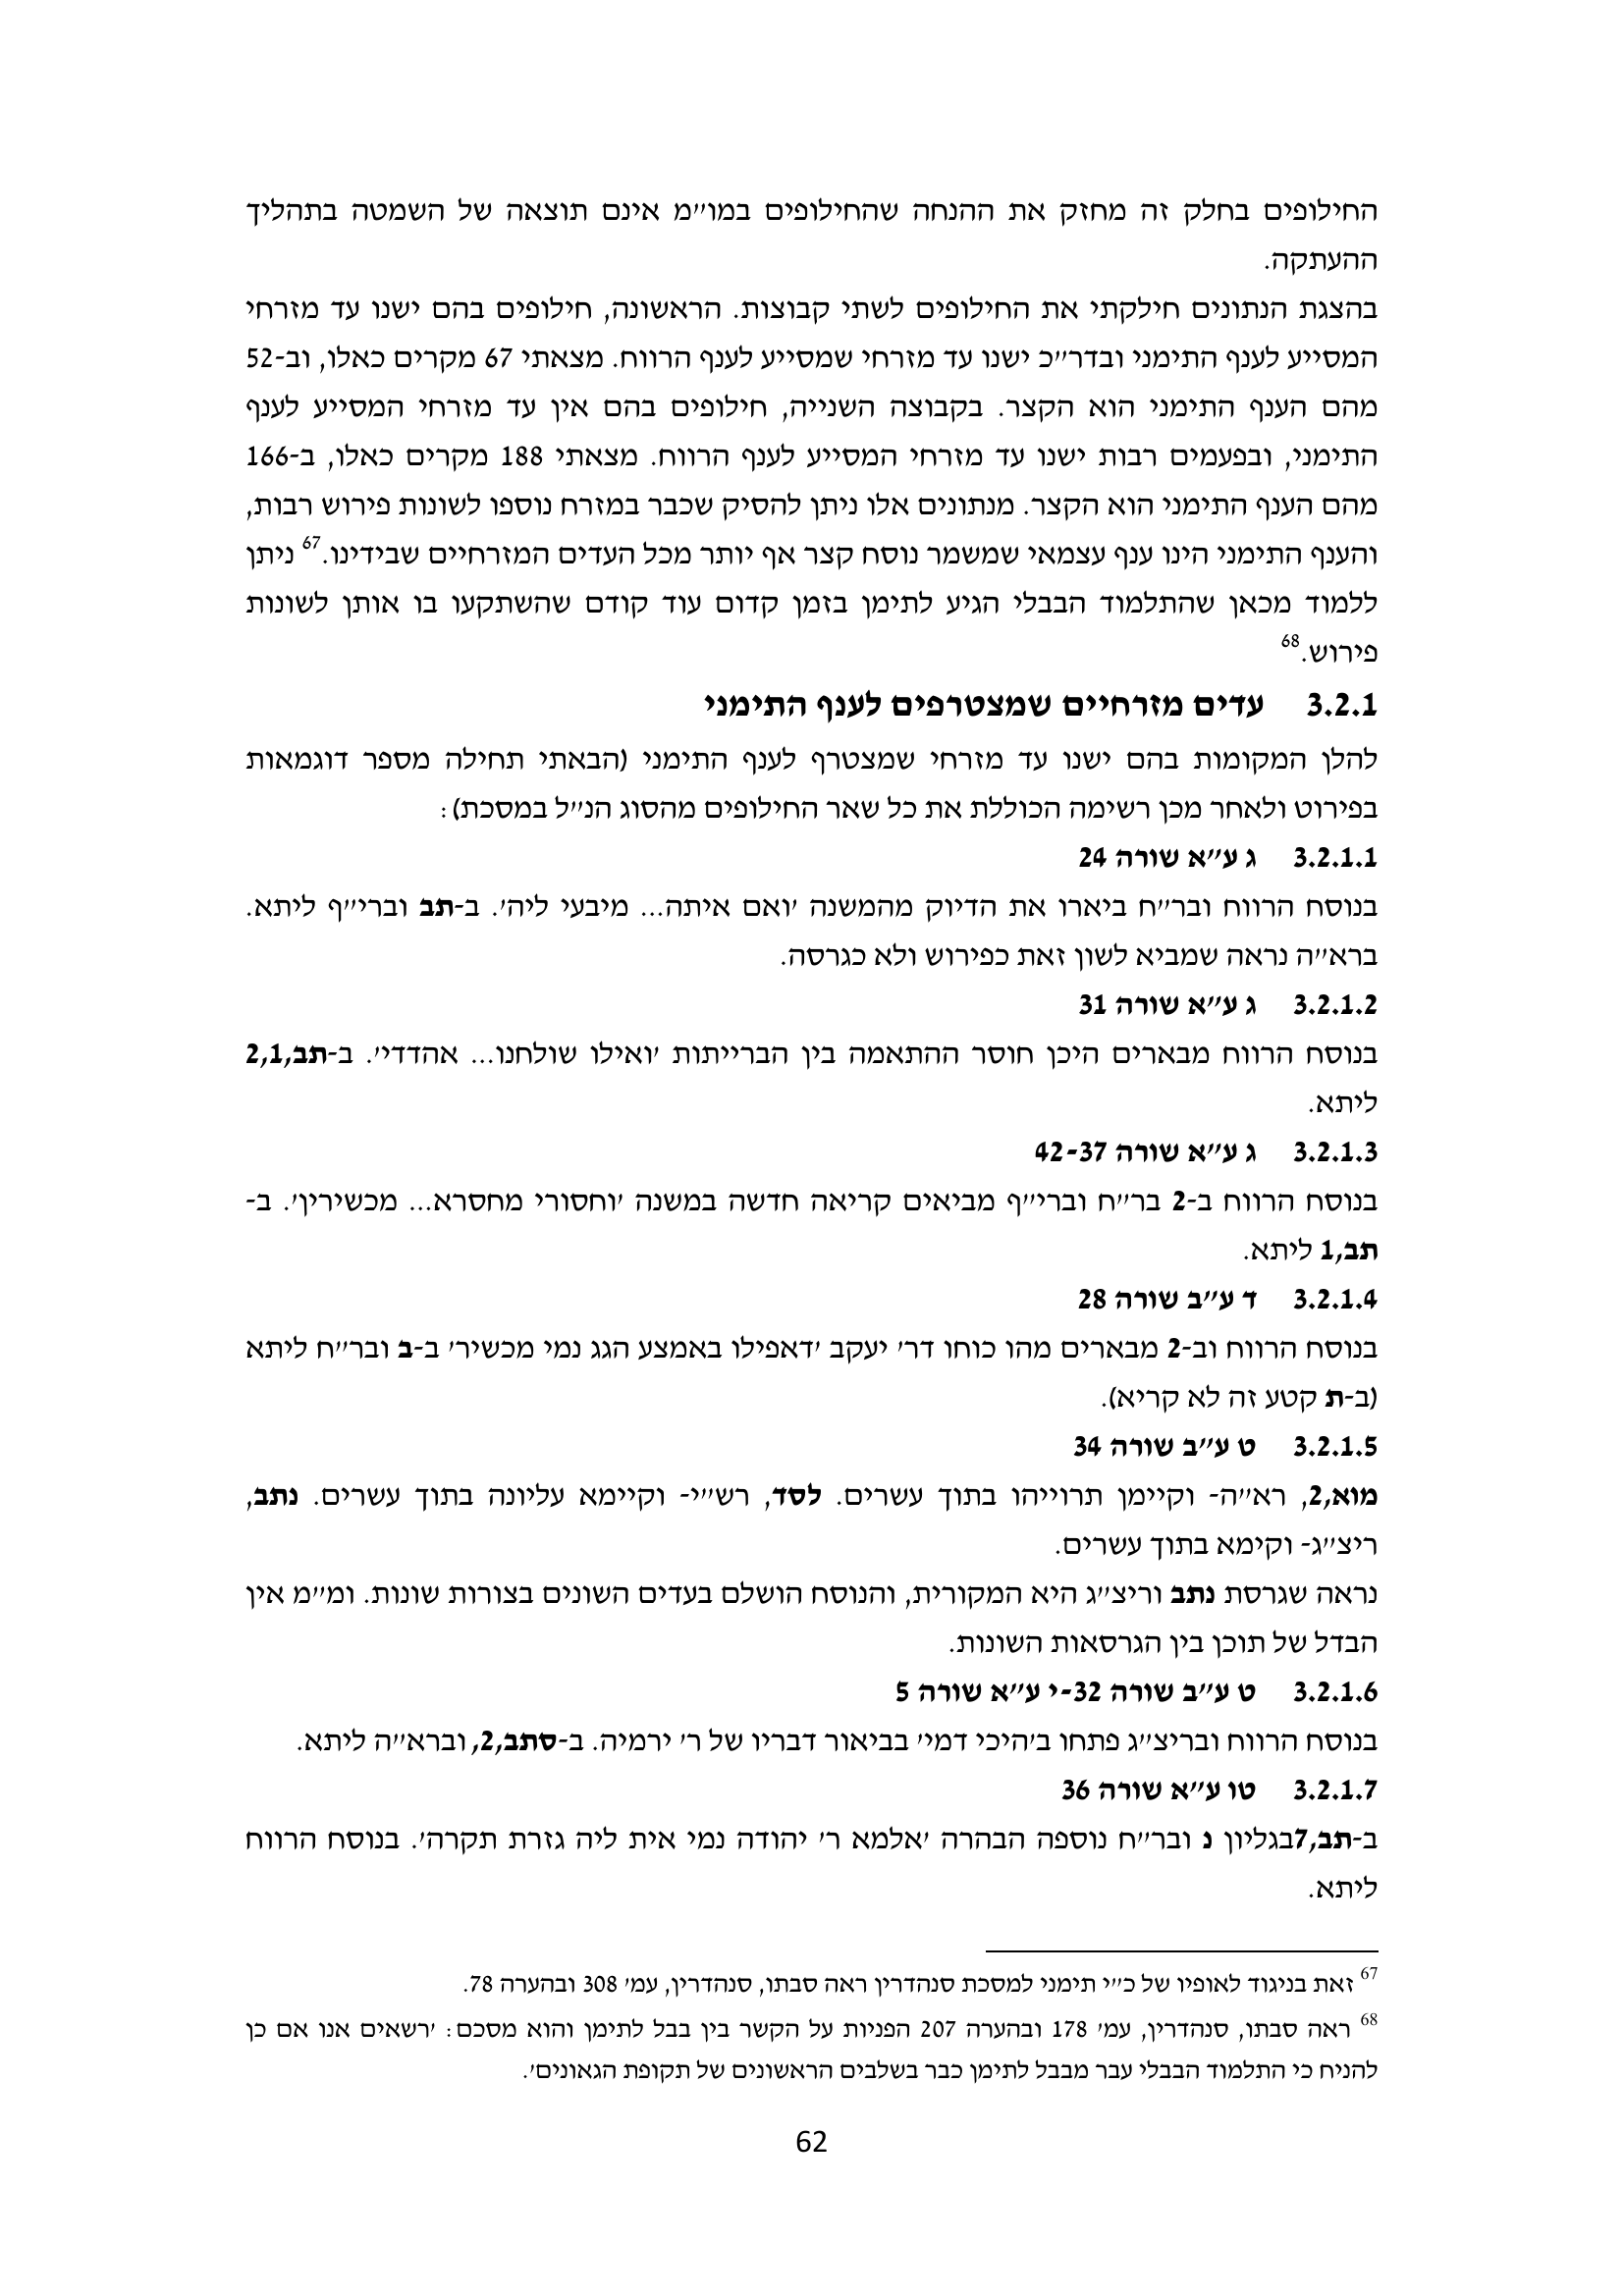 החילופים בחלק זה מחזק את ההנחה שהחילופים במו"מ אינם תוצאה של השמטה בתהליך
ההעתקה.
בהצגת הנתונים חילקתי את החילופים לשתי קבוצות. הראשונה, חילופים בהם ישנו עד מזרחי
המסייע לענף התימני ובדר"כ ישנו עד מזרחי שמסייע לענף הרווח. מצאתי 67 מקרים כאלו, וב-52
מהם הענף התימני הוא הקצר. בקבוצה השנייה, חילופים בהם אין עד מזרחי המסייע לענף
התימני, ובפעמים רבות ישנו עד מזרחי המסייע לענף הרווח. מצאתי 188 מקרים כאלו, ב-166
מהם הענף התימני הוא הקצר. מנתונים אלו ניתן להסיק שכבר במזרח נוספו לשונות פירוש רבות,
והענף התימני הינו ענף עצמאי שמשמר נוסח קצר אף יותר מכל העדים המזרחיים שבידינו.67 ניתן
ללמוד מכאן שהתלמוד הבבלי הגיע לתימן בזמן קדום עוד קודם שהשתקעו בו אותן לשונות
פירוש.68
3.2.1 עדים מזרחיים שמצטרפים לענף התימני
להלן המקומות בהם ישנו עד מזרחי שמצטרף לענף התימני (הבאתי תחילה מספר דוגמאות
בפירוט ולאחר מכן רשימה הכוללת את כל שאר החילופים מהסוג הנ"ל במסכת):
3.2.1.1 ג ע"א שורה 24
בנוסח הרווח ובר"ח ביארו את הדיוק מהמשנה 'ואם איתה... מיבעי ליה'. ב-תב וברי"ף ליתא.
ברא"ה נראה שמביא לשון זאת כפירוש ולא כגרסה.
3.2.1.2 ג ע"א שורה 31
בנוסח הרווח מבארים היכן חוסר ההתאמה בין הברייתות 'ואילו שולחנו... אהדדי'. ב-תב,2,1
ליתא.
3.2.1.3 ג ע"א שורה 42-37
בנוסח הרווח ב-2 בר"ח וברי"ף מביאים קריאה חדשה במשנה 'וחסורי מחסרא... מכשירין'. ב-
תב,1 ליתא.
3.2.1.4 ד ע"ב שורה 28
בנוסח הרווח וב-2 מבארים מהו כוחו דר' יעקב 'דאפילו באמצע הגג נמי מכשיר' ב-ב ובר"ח ליתא
(ב-ת קטע זה לא קריא).
3.2.1.5 ט ע"ב שורה 34
מוא,2, רא"ה- וקיימן תרוייהו בתוך עשרים. לסד, רש"י- וקיימא עליונה בתוך עשרים. נתב,
ריצ"ג- וקימא בתוך עשרים.
נראה שגרסת נתב וריצ"ג היא המקורית, והנוסח הושלם בעדים השונים בצורות שונות. ומ"מ אין
הבדל של תוכן בין הגרסאות השונות.
3.2.1.6 ט ע"ב שורה 32-י ע"א שורה 5
בנוסח הרווח ובריצ"ג פתחו ב'היכי דמי' בביאור דבריו של ר' ירמיה. ב-סתב,2, וברא"ה ליתא.
3.2.1.7 טו ע"א שורה 36
ב-תב,7בגליון נ ובר"ח נוספה הבהרה 'אלמא ר' יהודה נמי אית ליה גזרת תקרה'. בנוסח הרווח
ליתא.
67 זאת בניגוד לאופיו של כ"י תימני למסכת סנהדרין ראה סבתו, סנהדרין, עמ' 308 ובהערה 78.
68 ראה סבתו, סנהדרין, עמ' 178 ובהערה 207 הפניות על הקשר בין בבל לתימן והוא מסכם: 'רשאים אנו אם כן
להניח כי התלמוד הבבלי עבר מבבל לתימן כבר בשלבים הראשונים של תקופת הגאונים'.
62